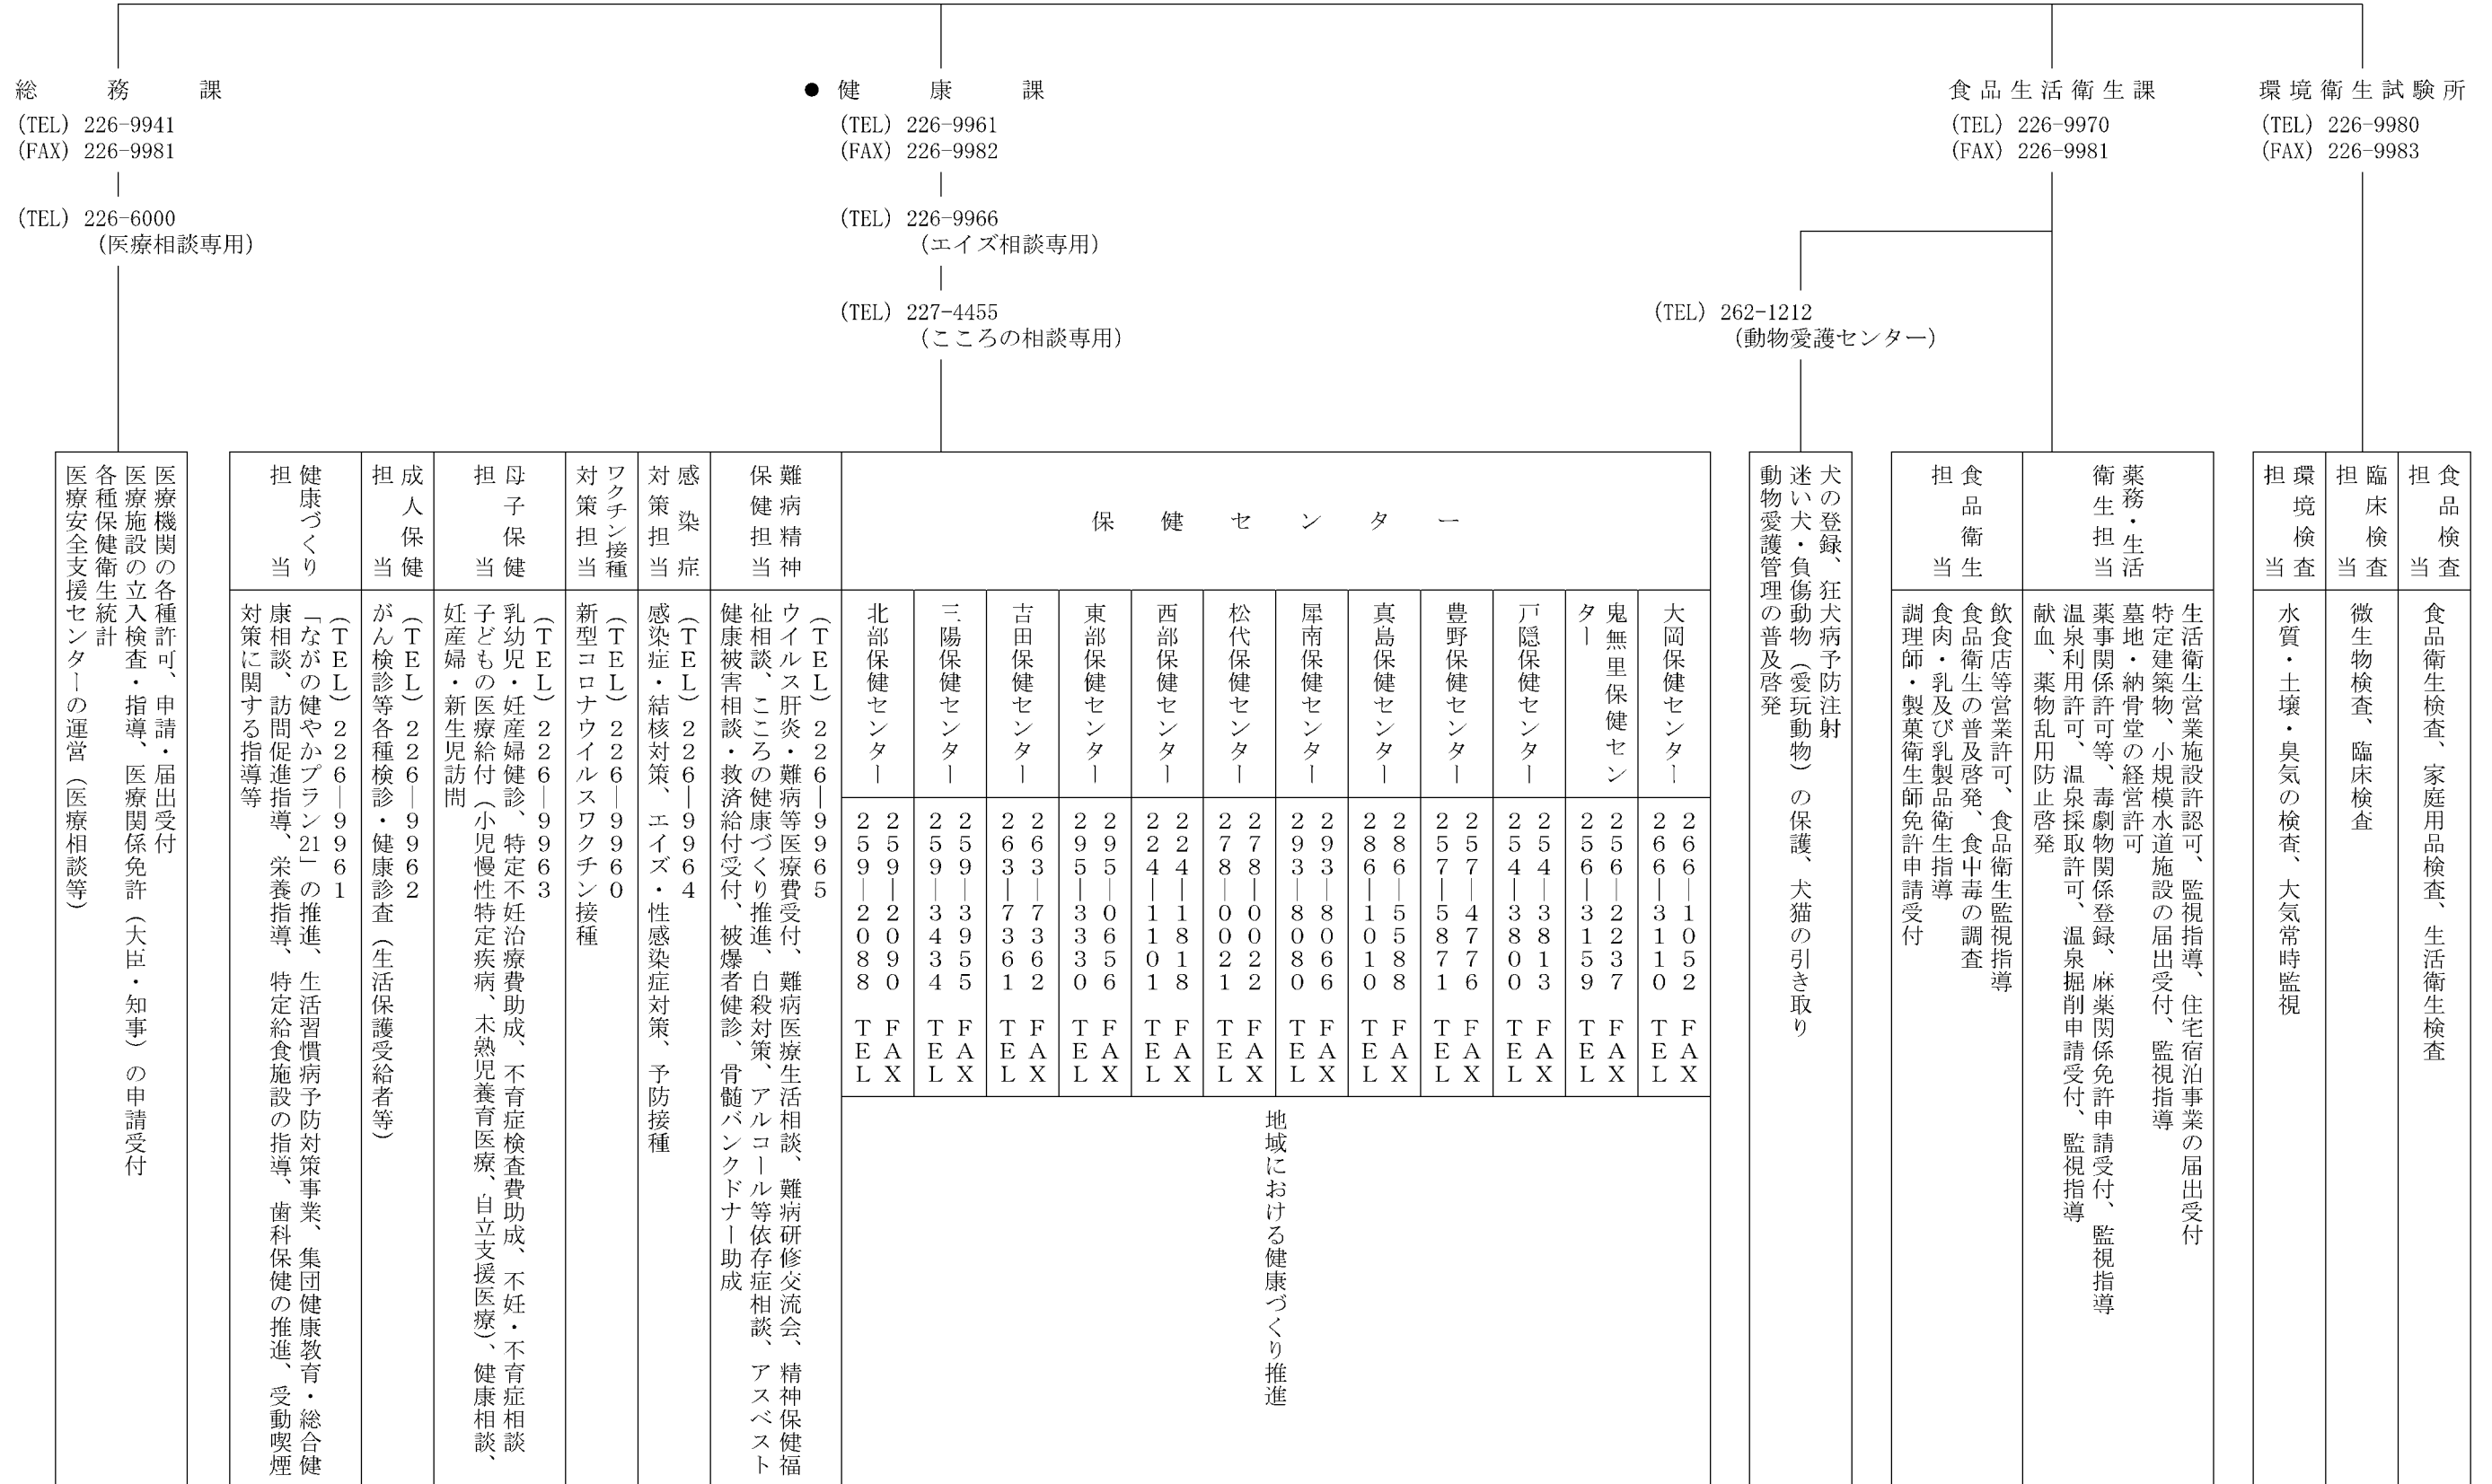 総務課
(TEL) 226-9941
(FAX) 226-9981
(TEL) 226-6000
(医療相談専用)
● 健康課
(TEL) 226-9961
(FAX) 226-9982
(TEL) 226-9966
(エイズ相談専用)
(TEL) 227-4455
(こころの相談専用)
食品生活衛生課
(TEL) 226-9970
(FAX) 226-9981
(TEL) 262-1212
(動物愛護センター)
環境衛生試験所
(TEL) 226-9980
(FAX) 226-9983
医療機関の各種許可、申請・届出受付
医療施設の立入検査・指導、医療関係免許(大臣・知事)の申請受付
各種保健衛生統計
医療安全支援センターの運営(医療相談等)
健康づくり
担当
(TEL)226―9961
「ながの健やかプラン21」の推進、生活習慣病予防対策事業、集団健康教育・総合健
康相談、訪問促進指導、栄養指導、特定給食施設の指導、歯科保健の推進、受動喫煙
対策に関する指導等
成人保健
担当
(TEL)226―9962
がん検診等各種検診・健康診査(生活保護受給者等)
母子保健
担当
(TEL)226―9963
乳幼児・妊産婦健診、特定不妊治療費助成、不育症検査費助成、不妊・不育症相談
子どもの医療給付(小児慢性特定疾病、未熟児養育医療、自立支援医療)、健康相談、
妊産婦・新生児訪問
ワクチン接種
対策担当
(TEL)226―9960
新型コロナウイルスワクチン接種
感染症
対策担当
(TEL)226―9964
感染症・結核対策、エイズ・性感染症対策、予防接種
難病精神
保健担当
(TEL)226―9965
ウイルス肝炎・難病等医療費受付、難病医療生活相談、難病研修交流会、精神保健福
祉相談、こころの健康づくり推進、自殺対策、アルコール等依存症相談、アスベスト
健康被害相談・救済給付受付、被爆者健診、骨髄バンクドナー助成
保健センター
北部保健センター
259―2090 FAX
259―2088 TEL
三陽保健センター
259―3955 FAX
259―3434 TEL
吉田保健センター
263―7362 FAX
263―7361 TEL
東部保健センター
295―0656 FAX
295―3330 TEL
西部保健センター
224―1818 FAX
224―1101 TEL
松代保健センター
278―0022 FAX
278―0021 TEL
犀南保健センター
293―8066 FAX
293―8080 TEL
真島保健センター
286―5588 FAX
286―1010 TEL
豊野保健センター
257―4776 FAX
257―5871 TEL
戸隠保健センター
254―3813 FAX
254―3800 TEL
鬼無里保健セン
ター
256―2237 FAX
256―3159 TEL
大岡保健センター
266―1052 FAX
266―3110 TEL
地域における健康づくり推進
犬の登録、狂犬病予防注射
迷い犬・負傷動物(愛玩動物)の保護、犬猫の引き取り
動物愛護管理の普及啓発
食品衛生
担当
飲食店等営業許可、食品衛生監視指導
食品衛生の普及啓発、食中毒の調査
食肉・乳及び乳製品衛生指導
調理師・製菓衛生師免許申請受付
薬務・生活
衛生担当
生活衛生営業施設許認可、監視指導、住宅宿泊事業の届出受付
特定建築物、小規模水道施設の届出受付、監視指導
墓地・納骨堂の経営許可
薬事関係許可等、毒劇物関係登録、麻薬関係免許申請受付、監視指導
温泉利用許可、温泉採取許可、温泉掘削申請受付、監視指導
献血、薬物乱用防止啓発
環境検査
担当
水質・土壌・臭気の検査、大気常時監視
臨床検査
担当
微生物検査、臨床検査
食品検査
担当
食品衛生検査、家庭用品検査、生活衛生検査